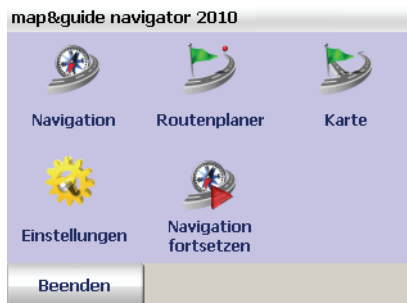 map&guide navigator 2010
Navigation
Routenplaner
Karte
Einstellungen
Navigation
fortsetzen
Beenden